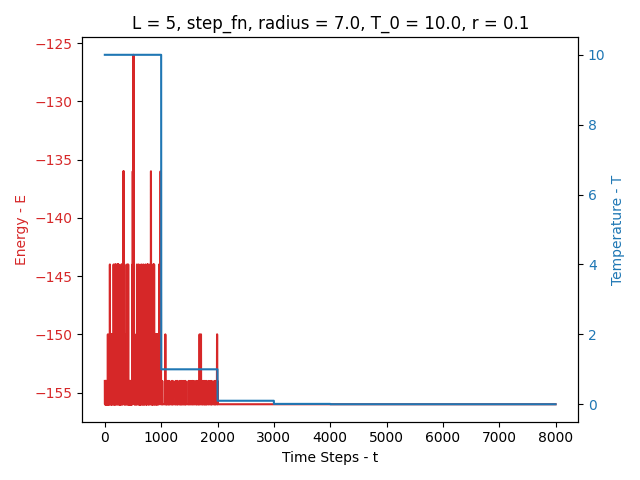 L = 5, step_fn, radius = 7.0, T_0 = 10.0, r = 0.1
−125
−130
−135
−140
−145
−150
−155
Energy - E
10
8
6
4
2
0
Temperature - T
0 1000 2000 3000 4000 5000 6000 7000 8000
Time Steps - t